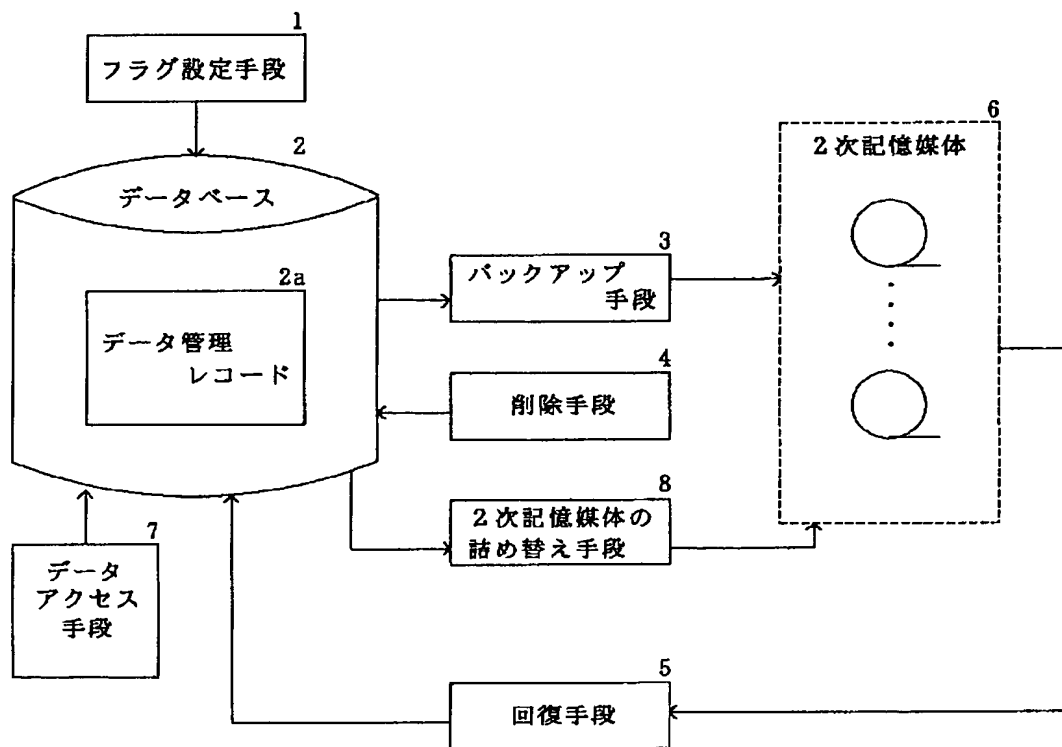 1
フラグ設定手段
2
データベース
2a
データ管理
レコード
3
バックアップ
手段
4
削除手段
8
2次記憶媒体の
詰め替え手段
6
2次記憶媒体
7
データ
アクセス
手段
5
回復手段